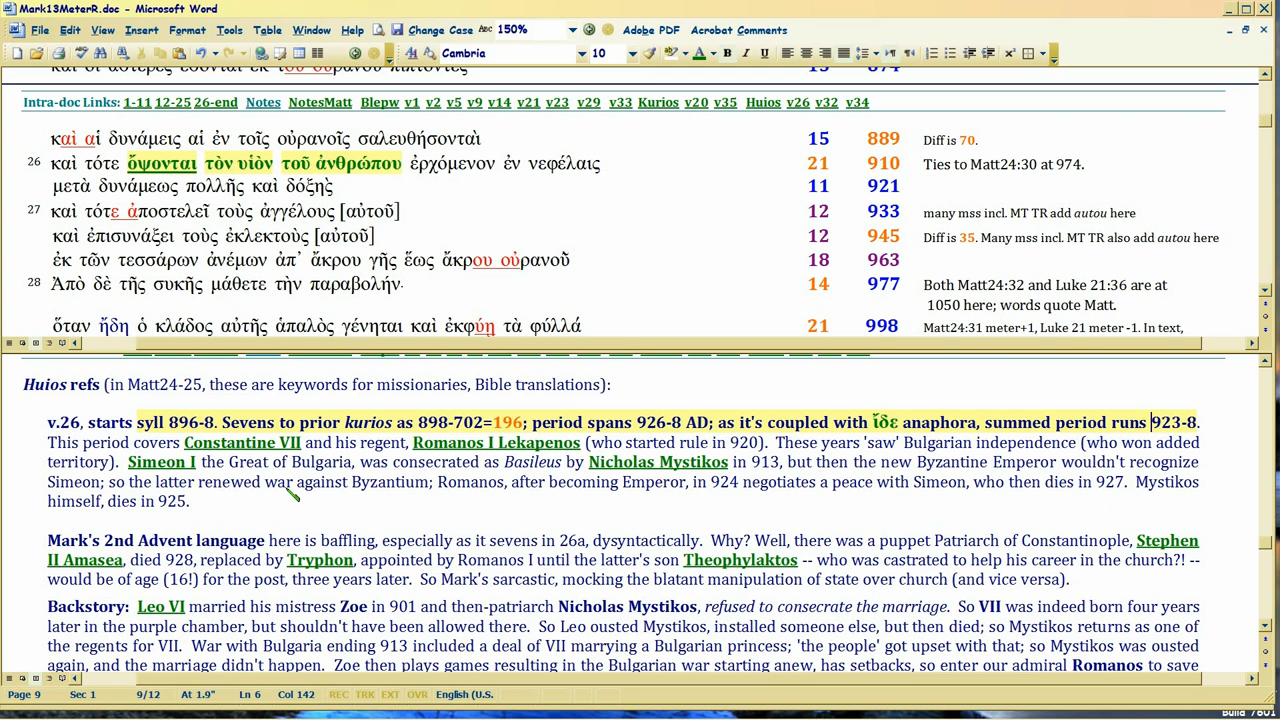 Mark13MeterR.doc - Microsoft Word
File Edit View Insert Format Tools Table Window Help Change Case 150% Adobe PDF Acrobat Comments
Cambria 10
Intra-doc Links: 1-11 12-25 26-end Notes NotesMatt Blepw v1 v2 v5 v9 v14 v21 v23 v29 v33 Kurios v20 v35 Huios v26 v32 v34
καὶ αἱ δυνάμεις αἱ ἐν τοῖς οὐρανοῖς σαλευθήσονταὶ 15 889 Diff is 70.
26 καὶ τότε ὄψονται τὸν υἱὸν τοῦ ἀνθρώπου ἐρχόμενον ἐν νεφέλαις 21 910 Ties to Matt24:30 at 974.
μετὰ δυνάμεως πολλῆς καὶ δόξης 11 921
27 καὶ τότε ἀποστελεῖ τοὺς ἀγγέλους [αὐτοῦ] 12 933 many mss incl. MT TR add autou here
καὶ ἐπισυνάξει τοὺς ἐκλεκτοὺς [αὐτοῦ] 12 945 Diff is 35. Many mss incl. MT TR also add autou here
ἐκ τῶν τεσσάρων ἀνέμων ἀπ᾽ ἄκρου γῆς ἕως ἄκρου οὐρανοῦ 18 963
28 Ἀπὸ δὲ τῆς συκῆς μάθετε τὴν παραβολήν· 14 977 Both Matt24:32 and Luke 21:36 are at
1050 here; words quote Matt.
ὅταν ἤδη ὁ κλάδος αὐτῆς ἁπαλὸς γένηται καὶ ἐκφύῃ τὰ φύλλά 21 998 Matt24:31 meter+1, Luke 21 meter -1. In text,
Huios refs (in Matt24-25, these are keywords for missionaries, Bible translations):
v.26, starts syll 896-8. Sevens to prior kurios as 898-702=196; period spans 926-8 AD; as it's coupled with ἴδε anaphora, summed period runs 923-8.
This period covers Constantine VII and his regent, Romanos I Lekapenos (who started rule in 920). These years 'saw' Bulgarian independence (who won added
territory). Simeon I the Great of Bulgaria, was consecrated as Basileus by Nicholas Mystikos in 913, but then the new Byzantine Emperor wouldn't recognize
Simeon; so the latter renewed war against Byzantium; Romanos, after becoming Emperor, in 924 negotiates a peace with Simeon, who then dies in 927. Mystikos
himself, dies in 925.
Mark's 2nd Advent language here is baffling, especially as it sevens in 26a, dysyntactically. Why? Well, there was a puppet Patriarch of Constantinople, Stephen
II Amasea, died 928, replaced by Tryphon, appointed by Romanos I until the latter's son Theophylaktos -- who was castrated to help his career in the church?! --
would be of age (16!) for the post, three years later. So Mark's sarcastic, mocking the blatant manipulation of state over church (and vice versa).
Backstory: Leo VI married his mistress Zoe in 901 and then-patriarch Nicholas Mystikos, refused to consecrate the marriage. So VII was indeed born four years
later in the purple chamber, but shouldn't have been allowed there. So Leo ousted Mystikos, installed someone else, but then died; so Mystikos returns as one of
the regents for VII. War with Bulgaria ending 913 included a deal of VII marrying a Bulgarian princess; 'the people' got upset with that; so Mystikos was ousted
again, and the marriage didn't happen. Zoe then plays games resulting in the Bulgarian war starting anew, has setbacks, so enter our admiral Romanos to save
Page 9 Sec 1 9/12 At 1.9" Ln 6 Col 142 REC TRK EXT OVR English (U.S.
Build 7601